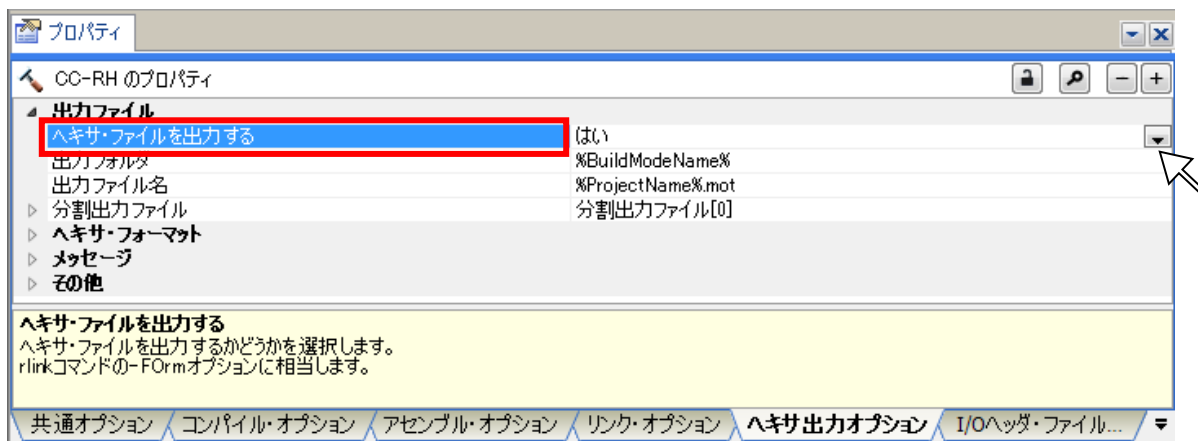 プロパティ
CC-RH のプロパティ
出力ファイル
ヘキサ・ファイルを出力する はい
出力フォルダ %BuildModeName%
出力ファイル名 %ProjectName%.mot
分割出力ファイル 分割出力ファイル[0]
ヘキサ・フォーマット
メッセージ
その他
ヘキサ・ファイルを出力する
ヘキサ・ファイルを出力するかどうかを選択します。
rlinkコマンドの-FOrmオプションに相当します。
共通オプション コンパイル・オプション アセンブル・オプション リンク・オプション ヘキサ出力オプション I/Oヘッダ・ファイル...